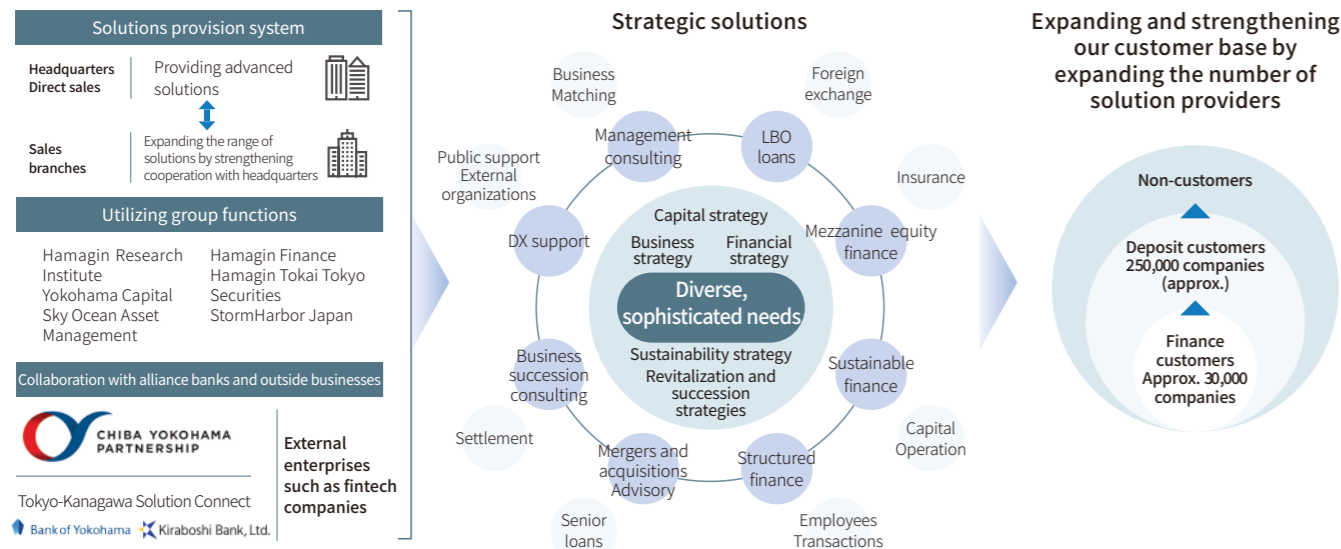 Solutions provision system
Headquarters
Direct sales
Providing advanced
solutions
Sales
branches
Expanding the range of
solutions by strengthening
cooperation with headquarters
Utilizing group functions
Hamagin Research
Institute
Yokohama Capital
Sky Ocean Asset
Management
Hamagin Finance
Hamagin Tokai Tokyo
Securities
StormHarbor Japan
Collaboration with alliance banks and outside businesses
CHIBA YOKOHAMA
PARTNERSHIP
Tokyo-Kanagawa Solution Connect
Bank of Yokohama
Kiraboshi Bank, Ltd.
External
enterprises
such as fintech
companies
Strategic solutions
Business
Matching
Foreign
exchange
Management
consulting
LBO
loans
Public support
External
organizations
Insurance
DX support
Mezzanine equity
finance
Capital strategy
Business
strategy
Financial
strategy
Diverse,
sophisticated needs
Sustainability strategy
Revitalization and
succession
strategies
Business
succession
consulting
Sustainable
finance
Settlement
Capital
Operation
Mergers and
acquisitions
Advisory
Structured
finance
Senior
loans
Employees
Transactions
Expanding and strengthening
our customer base by
expanding the number of
solution providers
Non-customers
Deposit customers
250,000 companies
(approx.)
Finance
customers
Approx. 30,000
companies